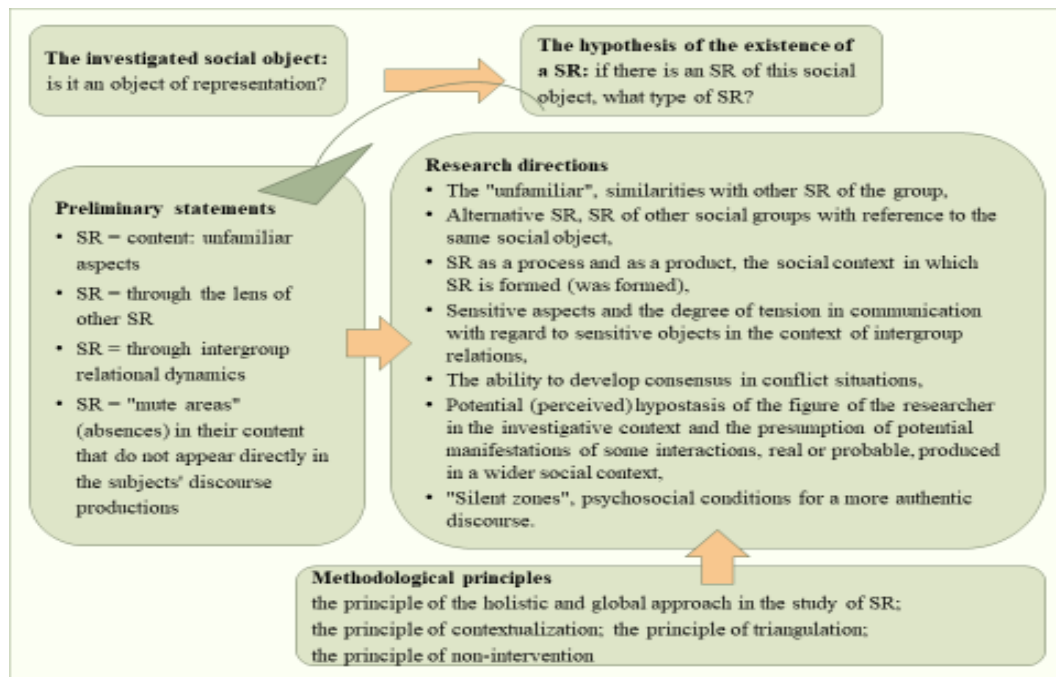 The investigated social object:
is it an object of representation?
The hypothesis of the existence of
a SR: if there is an SR of this social
object, what type of SR?
Preliminary statements
• SR = content: unfamiliar
aspects
• SR = through the lens of
other SR
• SR = through intergroup
relational dynamics
• SR = "mute areas"
(absences) in their content
that do not appear directly in
the subjects' discourse
productions
Research directions
• The "unfamiliar", similarities with other SR of the group,
• Alternative SR, SR of other social groups with reference to the
same social object,
• SR as a process and as a product, the social context in which
SR is formed (was formed),
• Sensitive aspects and the degree of tension in communication
with regard to sensitive objects in the context of intergroup
relations,
• The ability to develop consensus in conflict situations,
• Potential (perceived) hypostasis of the figure of the researcher
in the investigative context and the presumption of potential
manifestations of some interactions, real or probable, produced
in a wider social context,
• "Silent zones", psychosocial conditions for a more authentic
discourse.
Methodological principles
the principle of the holistic and global approach in the study of SR;
the principle of contextualization; the principle of triangulation;
the principle of non-intervention